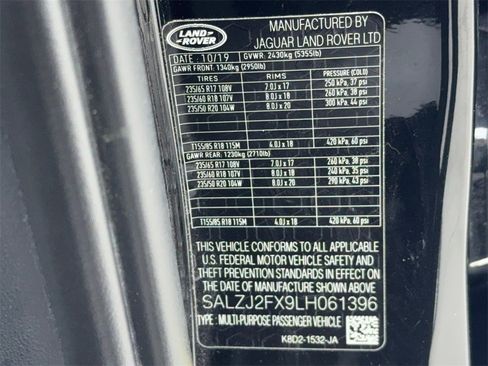 LAND
ROVER
MANUFACTURED BY
JAGUAR LAND ROVER LTD
DATE: 10/19 GVWR: 2430kg (5355lb)
GAWR FRONT: 1340kg (2950lb)
TIRES RIMS PRESSURE (COLD)
235/65 R17 108V 7.0J x 17 250 kPa, 37 psi
235/60 R18 107V 8.0J x 18 260 kPa, 38 psi
235/50 R20 104W 8.0J x 20 300 kPa, 44 psi
T155/85 R18 115M 4.0J x 18 420 kPa, 60 psi
GAWR REAR: 1230kg (2710lb)
235/65 R17 108V 7.0J x 17 260 kPa, 38 psi
235/60 R18 107V 8.0J x 18 240 kPa, 35 psi
235/50 R20 104W 8.0J x 20 290 kPa, 43 psi
T155/85 R18 115M 4.0J x 18 420 kPa, 60 psi
THIS VEHICLE CONFORMS TO ALL APPLICABLE
U.S. FEDERAL MOTOR VEHICLE SAFETY AND
THEFT PREVENTION STANDARDS IN EFFECT ON
THE DATE OF MANUFACTURE SHOWN ABOVE
SALZJ2FX9LH061396
TYPE: MULTI-PURPOSE PASSENGER VEHICLE
K8D2-1532-JA